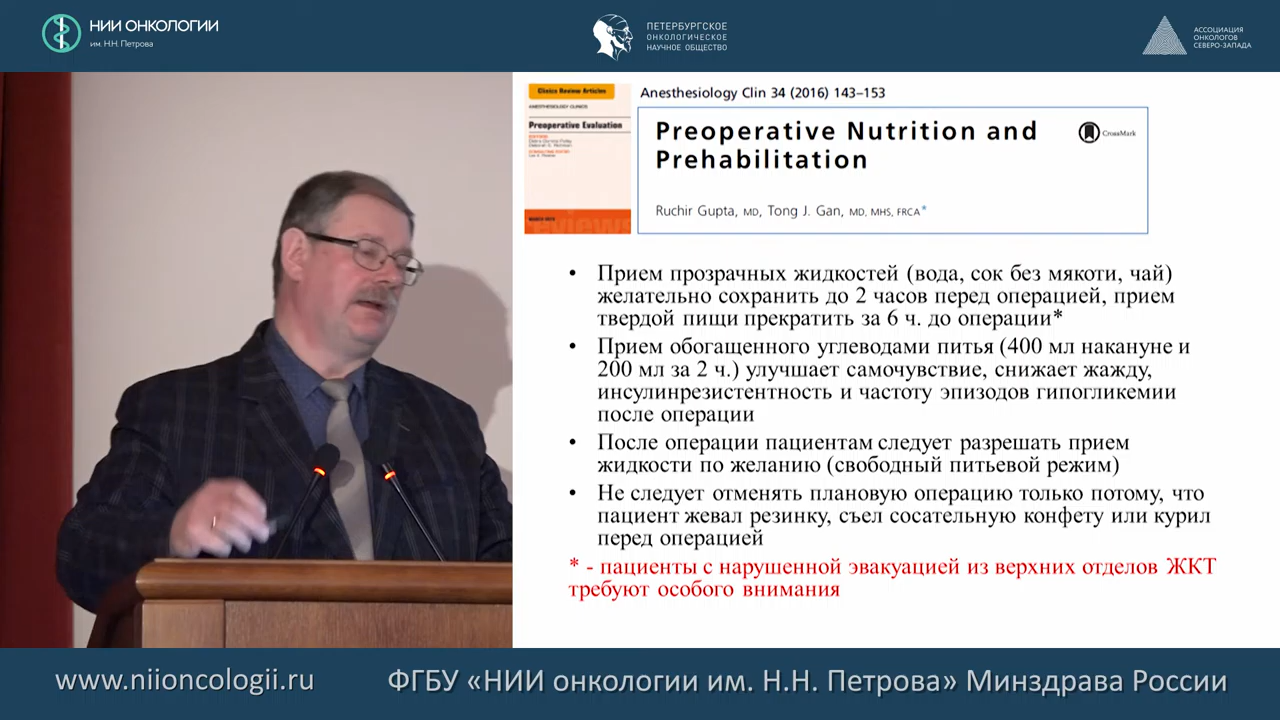 НИИ ОНКОЛОГИИ
им. Н.Н. Петрова
ПЕТЕРБУРГСКОЕ
ОНКОЛОГИЧЕСКОЕ
НАУЧНОЕ ОБЩЕСТВО
АССОЦИАЦИЯ
ОНКОЛОГОВ
СЕВЕРО-ЗАПАДА
Clinics Review Articles
ANESTHESIOLOGY CLINICS
Preoperative Evaluation
Anesthesiology Clin 34 (2016) 143–153
Preoperative Nutrition and
Prehabilitation
CrossMark
Ruchir Gupta, MD, Tong J. Gan, MD, MHS, FRCA*
• Прием прозрачных жидкостей (вода, сок без мякоти, чай)
желательно сохранить до 2 часов перед операцией, прием
твердой пищи прекратить за 6 ч. до операции*
• Прием обогащенного углеводами питья (400 мл накануне и
200 мл за 2 ч.) улучшает самочувствие, снижает жажду,
инсулинрезистентность и частоту эпизодов гипогликемии
после операции
• После операции пациентам следует разрешать прием
жидкости по желанию (свободный питьевой режим)
• Не следует отменять плановую операцию только потому, что
пациент жевал резинку, съел сосательную конфету или курил
перед операцией
* - пациенты с нарушенной эвакуацией из верхних отделов ЖКТ
требуют особого внимания
www.niioncologii.ru
ФГБУ «НИИ онкологии им. Н.Н. Петрова» Минздрава России